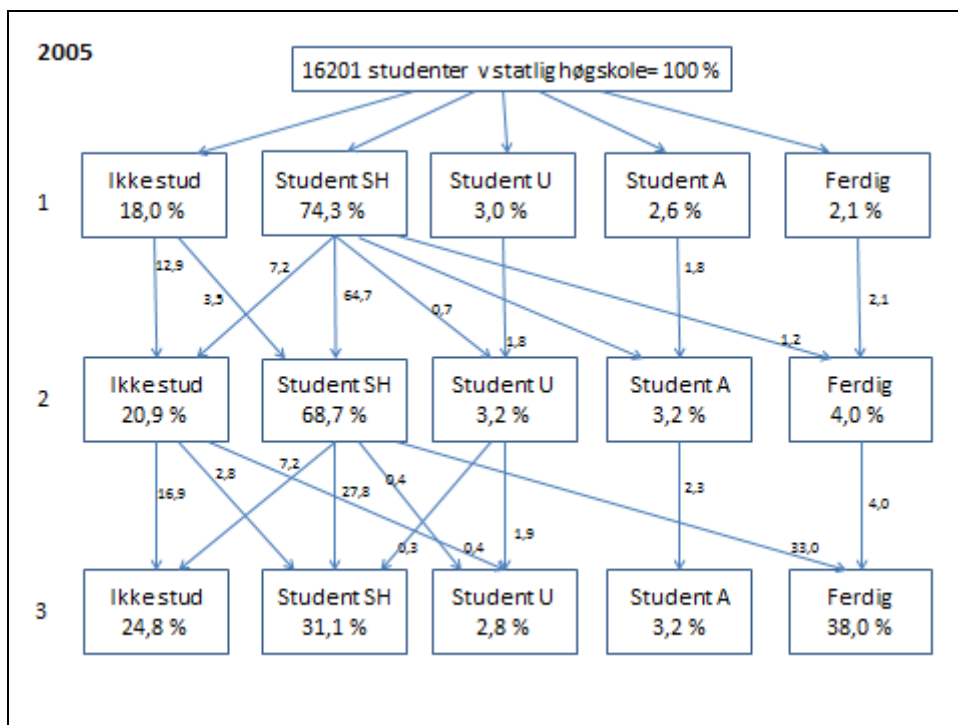 2005
16201 studenter v statlig høgskole= 100 %
1
Ikke stud
18,0 %
Student SH
74,3 %
Student U
3,0 %
Student A
2,6 %
Ferdig
2,1 %
12,9
3,5
7,2
64,7
0,7
1,8
1,8
1,2
2,1
2
Ikke stud
20,9 %
Student SH
68,7 %
Student U
3,2 %
Student A
3,2 %
Ferdig
4,0 %
16,9
2,8
7,2
27,8
0,4
0,3
0,4
1,9
2,3
33,0
4,0
3
Ikke stud
24,8 %
Student SH
31,1 %
Student U
2,8 %
Student A
3,2 %
Ferdig
38,0 %